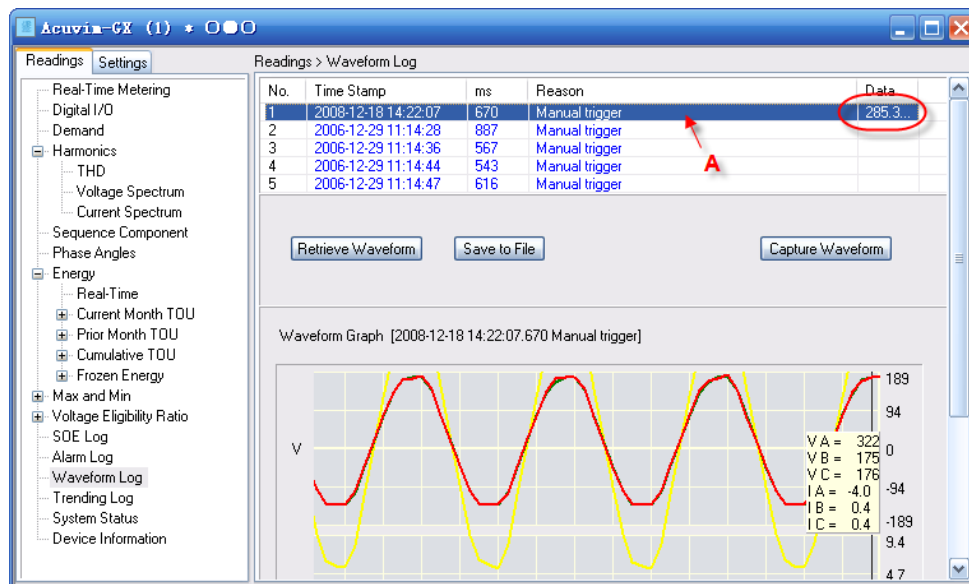 Acuvim-GX (1) * O●O
Readings Settings
Readings > Waveform Log
Real-Time Metering
Digital I/O
Demand
Harmonics
THD
Voltage Spectrum
Current Spectrum
Sequence Component
Phase Angles
Energy
Real-Time
Current Month TOU
Prior Month TOU
Cumulative TOU
Frozen Energy
Max and Min
Voltage Eligibility Ratio
SOE Log
Alarm Log
Waveform Log
Trending Log
System Status
Device Information
No. Time Stamp ms Reason Data
1 2008-12-18 14:22:07 670 Manual trigger 285.3...
2 2006-12-29 11:14:28 887 Manual trigger
3 2006-12-29 11:14:36 567 Manual trigger
4 2006-12-29 11:14:44 543 Manual trigger
5 2006-12-29 11:14:47 616 Manual trigger
A
Retrieve Waveform Save to File Capture Waveform
Waveform Graph [2008-12-18 14:22:07.670 Manual trigger]
V
189
94
0
-94
-189
9.4
4.7
V A = 322
V B = 175
V C = 176
I A = -4.0
I B = 0.4
I C = 0.4